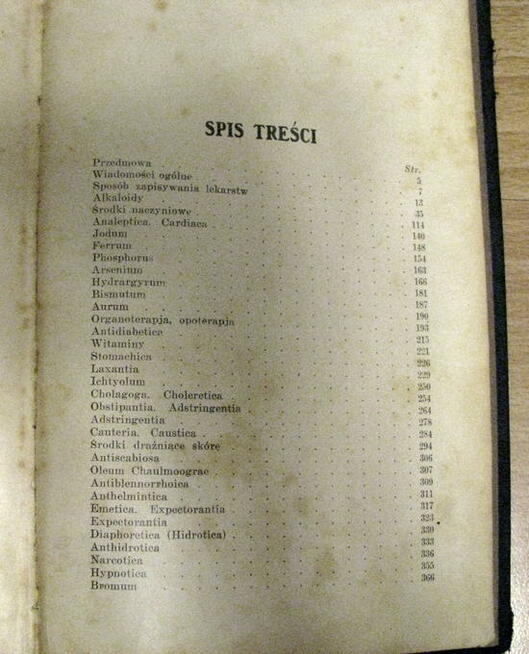 SPIS TREŚCI
Str.
Przedmowa 5
Wiadomości ogólne 7
Sposób zapisywania lekarstw 13
Alkaloidy 35
Środki naczyniowe 114
Analeptica. Cardiaca 140
Jodum 148
Ferrum 154
Phosphorus 163
Arsenium 166
Hydrargyrum 181
Bismutum 187
Aurum 190
Organoterapja, opoterapja 193
Antidiabetica 215
Witaminy 221
Stomachica 226
Laxantia 229
Ichtyolum 250
Cholagoga. Choleretica 254
Obstipantia. Adstringentia 264
Adstringentia 278
Cauteria. Caustica 284
Środki drażniące skórę 294
Antiscabiosa 306
Oleum Chaulmoograe 307
Antiblennorrhoica 309
Anthelmintica 311
Emetica. Expectorantia 317
Expectorantia 323
Diaphoretica (Hidrotica) 330
Anthidrotica 333
Narcotica 336
Hypnotica 355
Bromum 366